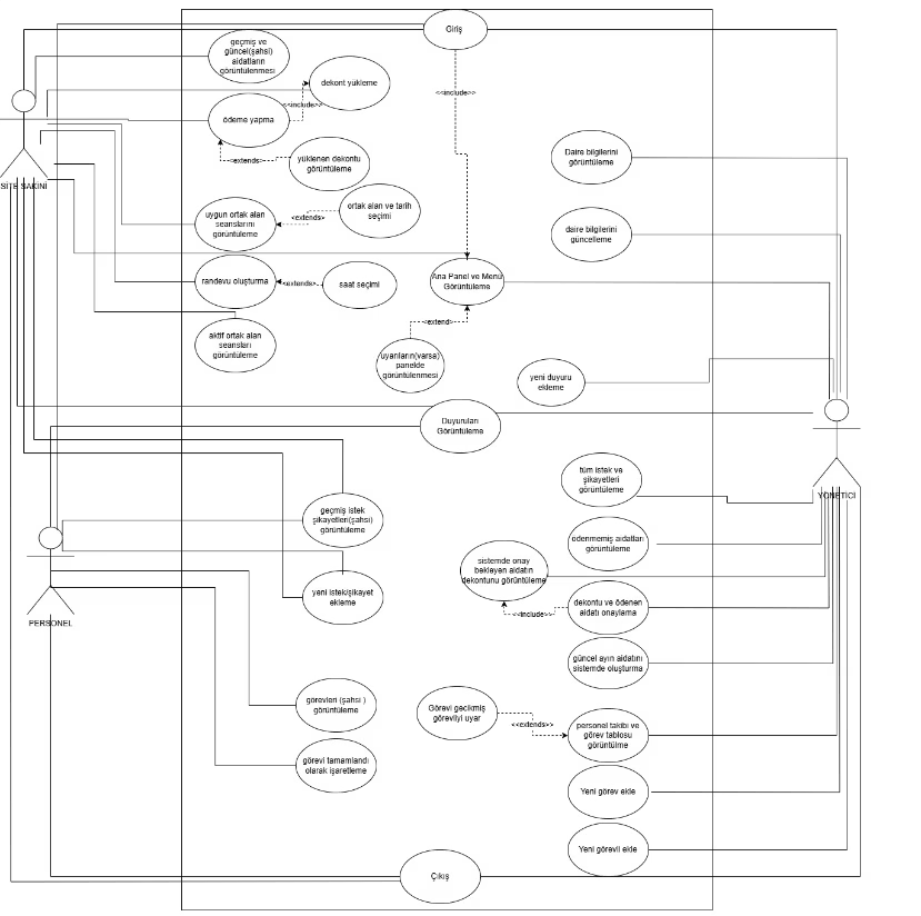 Giriş
geçmiş ve
güncel(şahsi)
aidatların
görüntülenmesi
dekont yükleme
<<include>>
<<include>>
ödeme yapma
Daire bilgilerini
görüntüleme
<extends>
yüklenen dekontu
görüntüleme
SİTE SAKİNİ
ortak alan ve tarih
seçimi
uygun ortak alan
seanslarını
görüntüleme
<extends>
daire bilgilerini
güncelleme
randevu oluşturma
<extends>
saat seçimi
Ana Panel ve Menü
Görüntüleme
<extend>
aktif ortak alan
seansları
görüntüleme
uyarıların(varsa)
panelde
görüntülenmesi
yeni duyuru
ekleme
Duyuruları
Görüntüleme
tüm istek ve
şikayetleri
görüntüleme
YÖNETİCİ
geçmiş istek
şikayetleri(şahsi)
görüntüleme
ödenmemiş aidatları
görüntüleme
sistemde onay
bekleyen aidatın
dekontunu görüntüleme
yeni istek/şikayet
ekleme
<include>
dekontu ve ödenen
aidatı onaylama
PERSONEL
güncel ayın aidatını
sistemde oluşturma
görevleri (şahsi )
görüntüleme
Görevi gecikmiş
görevliyi uyar
<<extends>>
personel takibi ve
görev tablosu
görüntülme
görevi tamamlandı
olarak işaretleme
Yeni görev ekle
Yeni görevli ekle
Çıkış